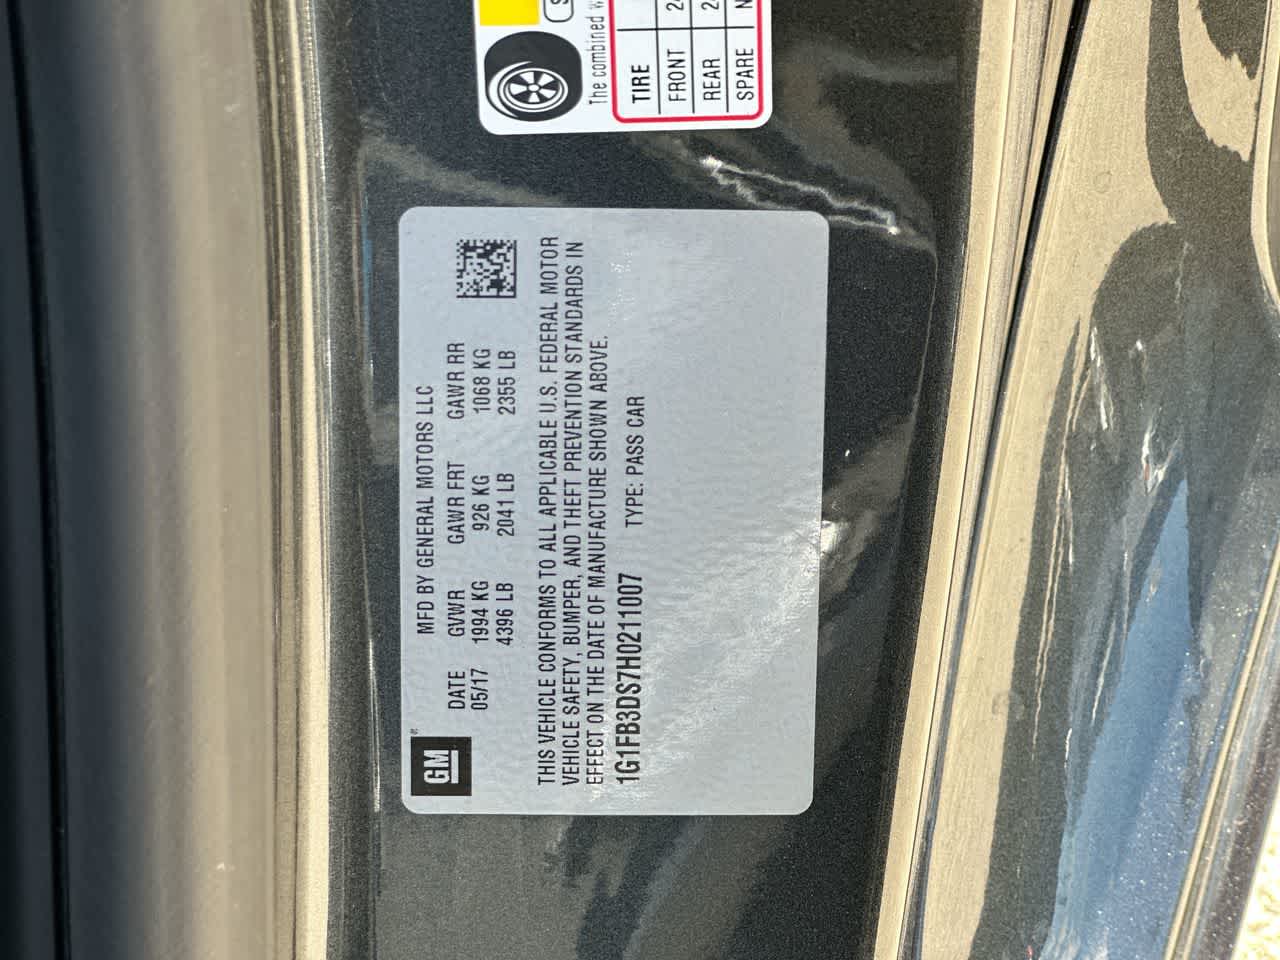 GM
MFD BY GENERAL MOTORS LLC
DATE GVWR GAWR FRT GAWR RR
05/17 1994 KG 926 KG 1068 KG
4396 LB 2041 LB 2355 LB
THIS VEHICLE CONFORMS TO ALL APPLICABLE U.S. FEDERAL MOTOR
VEHICLE SAFETY, BUMPER, AND THEFT PREVENTION STANDARDS IN
EFFECT ON THE DATE OF MANUFACTURE SHOWN ABOVE.
1G1FB3DS7H0211007 TYPE: PASS CAR
The combined
TIRE
FRONT
REAR
SPARE